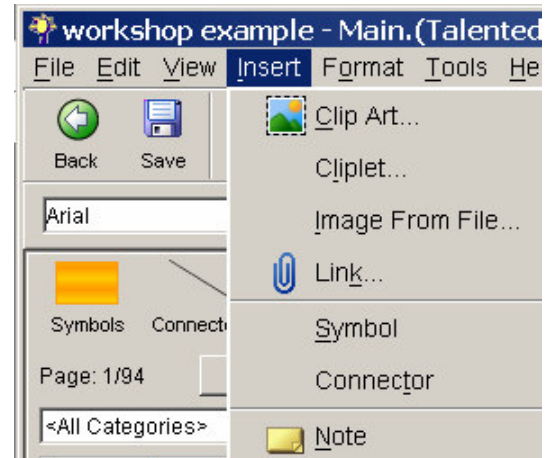 workshop example - Main.(Talented
File Edit View Insert Format Tools He
Clip Art...
Back Save
Cliplet...
Arial
Image From File...
Link...
Symbols Connect
Symbol
Page: 1/94
Connector
<All Categories>
Note